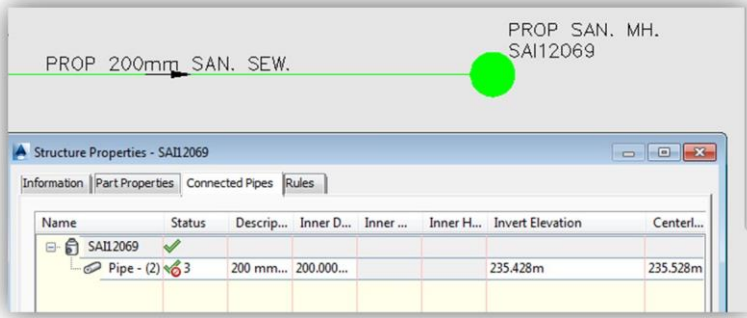 PROP SAN. MH.
SAI12069
PROP 200mm SAN. SEW.
Structure Properties - SAI12069
Information Part Properties Connected Pipes Rules
Name Status Descrip... Inner D... Inner ... Inner H... Invert Elevation Centerl...
SAI12069
Pipe - (2) 3 200 mm... 200.000... 235.428m 235.528m